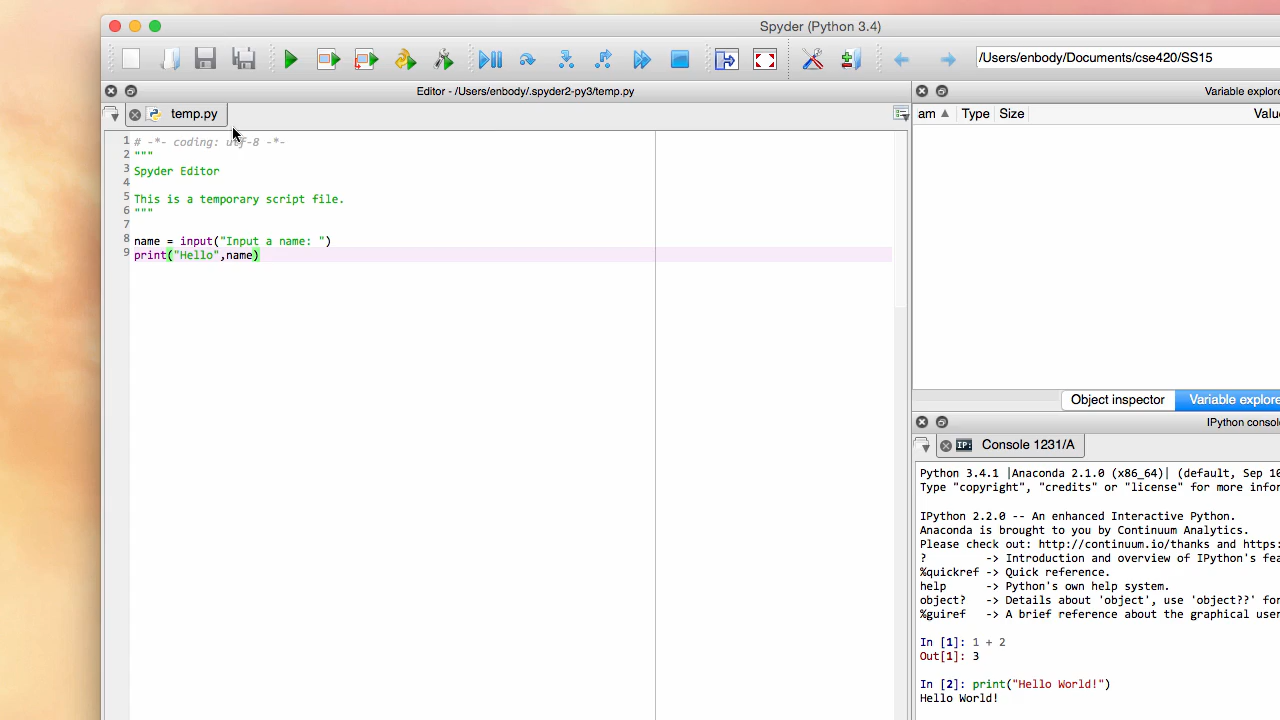 Spyder (Python 3.4)
/Users/enbody/Documents/cse420/SS15
Editor - /Users/enbody/.spyder2-py3/temp.py
temp.py
1 # -*- coding: utf-8 -*-
2 """
3 Spyder Editor
4
5 This is a temporary script file.
6 """
7
8 name = input("Input a name: ")
9 print("Hello",name)
Variable explore
am Type Size Value
Object inspector
Variable explore
IPython conso
IP: Console 1231/A
Python 3.4.1 |Anaconda 2.1.0 (x86_64)| (default, Sep 10
Type "copyright", "credits" or "license" for more infor
IPython 2.2.0 -- An enhanced Interactive Python.
Anaconda is brought to you by Continuum Analytics.
Please check out: http://continuum.io/thanks and https:
? -> Introduction and overview of IPython's fea
%quickref -> Quick reference.
help -> Python's own help system.
object? -> Details about 'object', use 'object??' for
%guiref -> A brief reference about the graphical user
In [1]: 1 + 2
Out[1]: 3
In [2]: print("Hello World!")
Hello World!